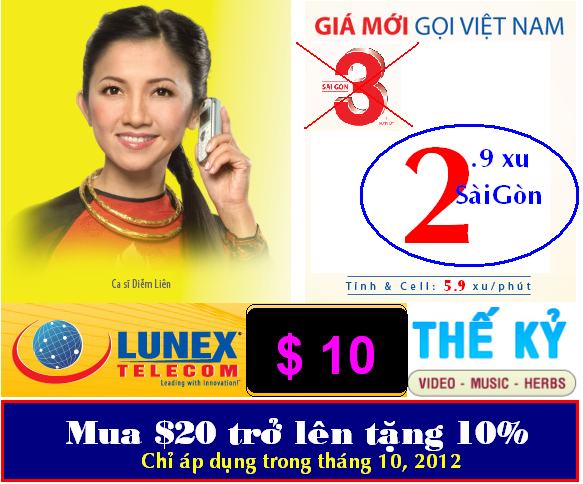 GIÁ MỚI GỌI VIỆT NAM
SÀI GÒN
3
2 .9 xu
SàiGòn
Ca sĩ Diễm Liên
Tỉnh & Cell: 5.9 xu/phút
LUNEX
TELECOM
Leading with Innovation!
$ 10
THẾ KỶ
VIDEO - MUSIC - HERBS
Mua $20 trở lên tặng 10%
Chỉ áp dụng trong tháng 10, 2012